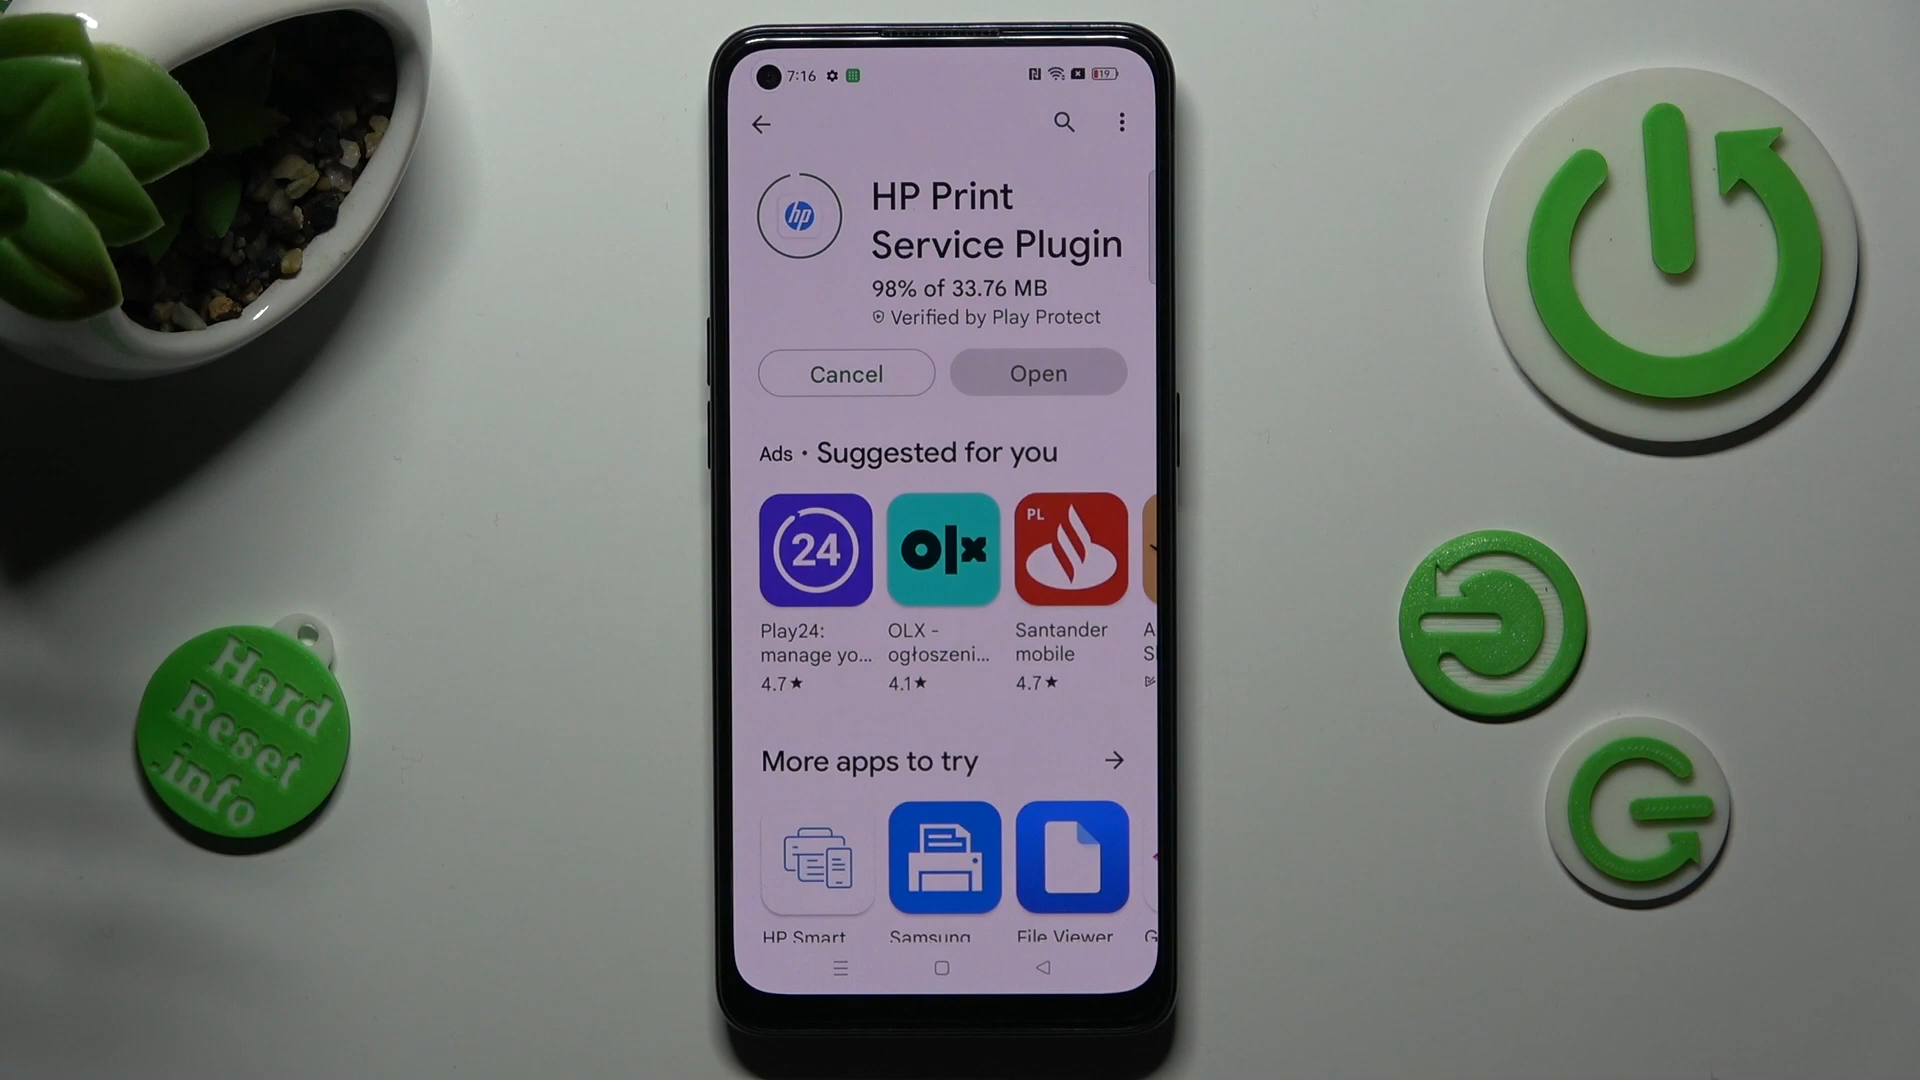 7:16
19
HP Print
Service Plugin
hp
98% of 33.76 MB
Verified by Play Protect
Cancel
Open
Ads • Suggested for you
24
olx
PL
Play24:
manage yo...
4.7★
OLX -
ogłoszeni...
4.1★
Santander
mobile
4.7★
More apps to try
HP Smart
Samsung
File Viewer
Hard
Reset
.info